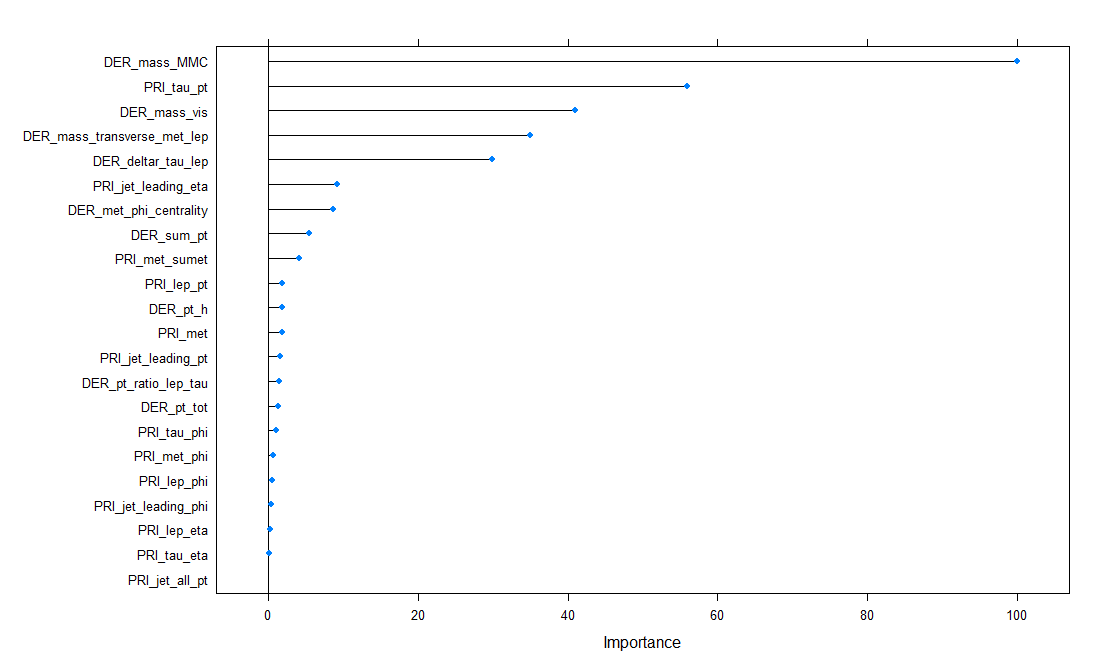 DER_mass_MMC
PRI_tau_pt
DER_mass_vis
DER_mass_transverse_met_lep
DER_deltar_tau_lep
PRI_jet_leading_eta
DER_met_phi_centrality
DER_sum_pt
PRI_met_sumet
PRI_lep_pt
DER_pt_h
PRI_met
PRI_jet_leading_pt
DER_pt_ratio_lep_tau
DER_pt_tot
PRI_tau_phi
PRI_met_phi
PRI_lep_phi
PRI_jet_leading_phi
PRI_lep_eta
PRI_tau_eta
PRI_jet_all_pt
0 20 40 60 80 100
Importance